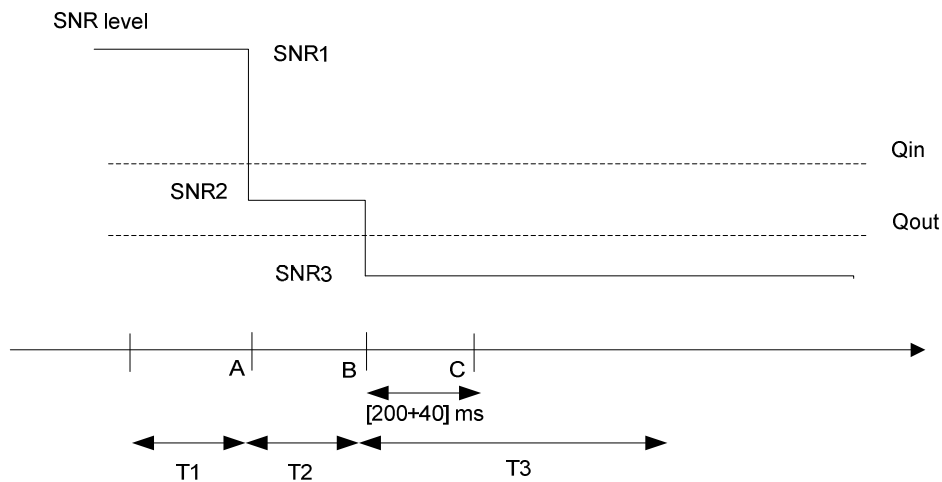 SNR level
SNR1
Qin
SNR2
Qout
SNR3
A
B
C
[200+40] ms
T1
T2
T3